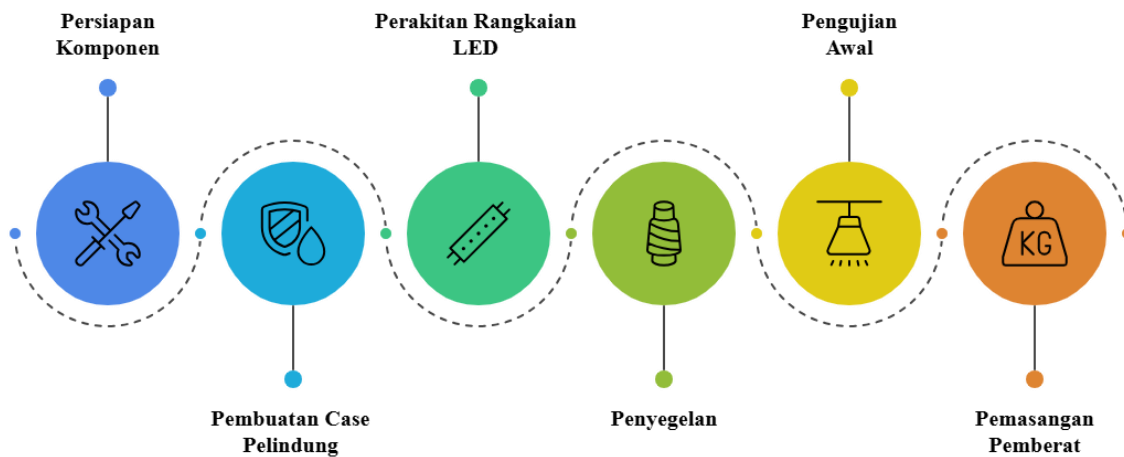 Persiapan
Komponen
Perakitan Rangkaian
LED
Pengujian
Awal
KG
Pembuatan Case
Pelindung
Penyegelan
Pemasangan
Pemberat